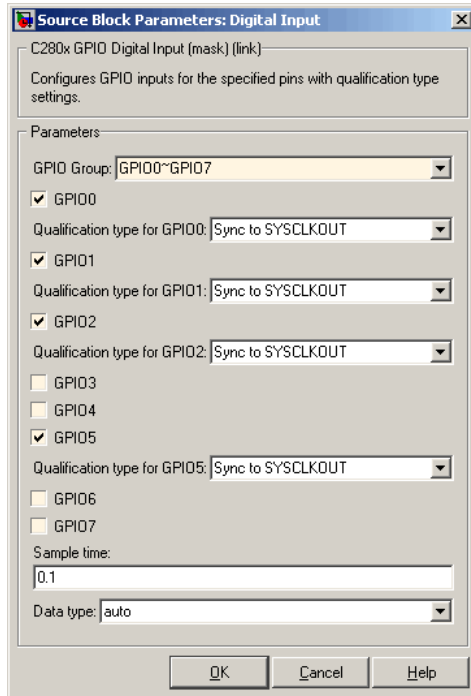 Source Block Parameters: Digital Input
C280x GPIO Digital Input (mask) (link)
Configures GPIO inputs for the specified pins with qualification type
settings.
Parameters
GPIO Group: GPIO0~GPIO7
GPIO0
Qualification type for GPIO0: Sync to SYSCLKOUT
GPIO1
Qualification type for GPIO1: Sync to SYSCLKOUT
GPIO2
Qualification type for GPIO2: Sync to SYSCLKOUT
GPIO3
GPIO4
GPIO5
Qualification type for GPIO5: Sync to SYSCLKOUT
GPIO6
GPIO7
Sample time:
0.1
Data type: auto
OK Cancel Help